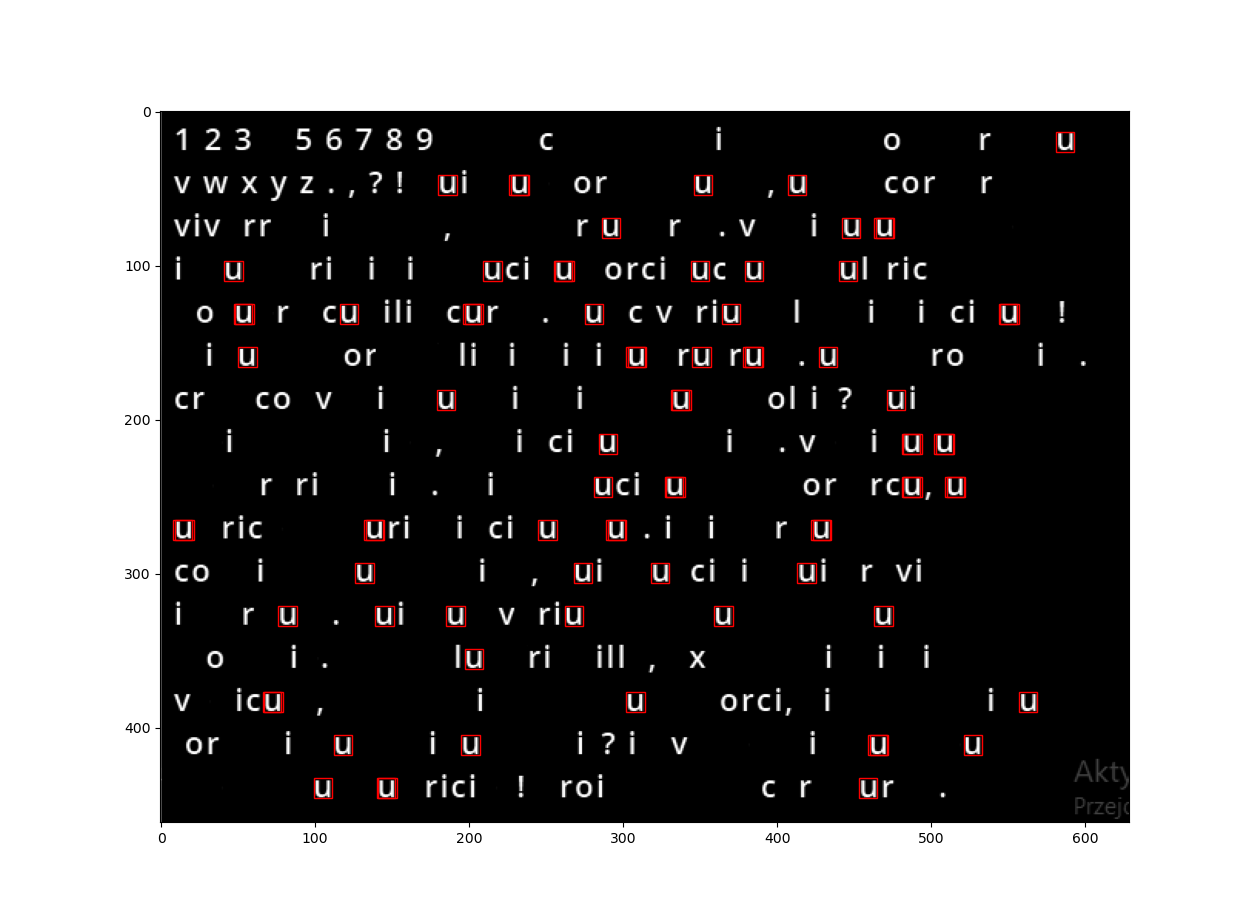 0
1 2 3 5 6 7 8 9 c i o r u
v w x y z . , ? ! ui u or u , u cor r
viv rr i , r u r . v i u u
100
i u ri i i uci u orci uc u ul ric
o u r cu ili cur . u c v riu l i i ci u !
i u or li i i i u ru ru . u ro i .
200
cr co v i u i i u ol i ? ui
i i , i ci u i . v i u u
r ri i . i uci u or rcu, u
u ric uri i ci u u . i i r u
300
co i u i , ui u ci i ui r vi
i r u . ui u v riu u u
o i . lu ri ill , x i i i
v icu , i u orci, i i u
400
or i u i u i ? i v i u u
Akty
u u rici ! roi c r ur .
Przejd
0 100 200 300 400 500 600